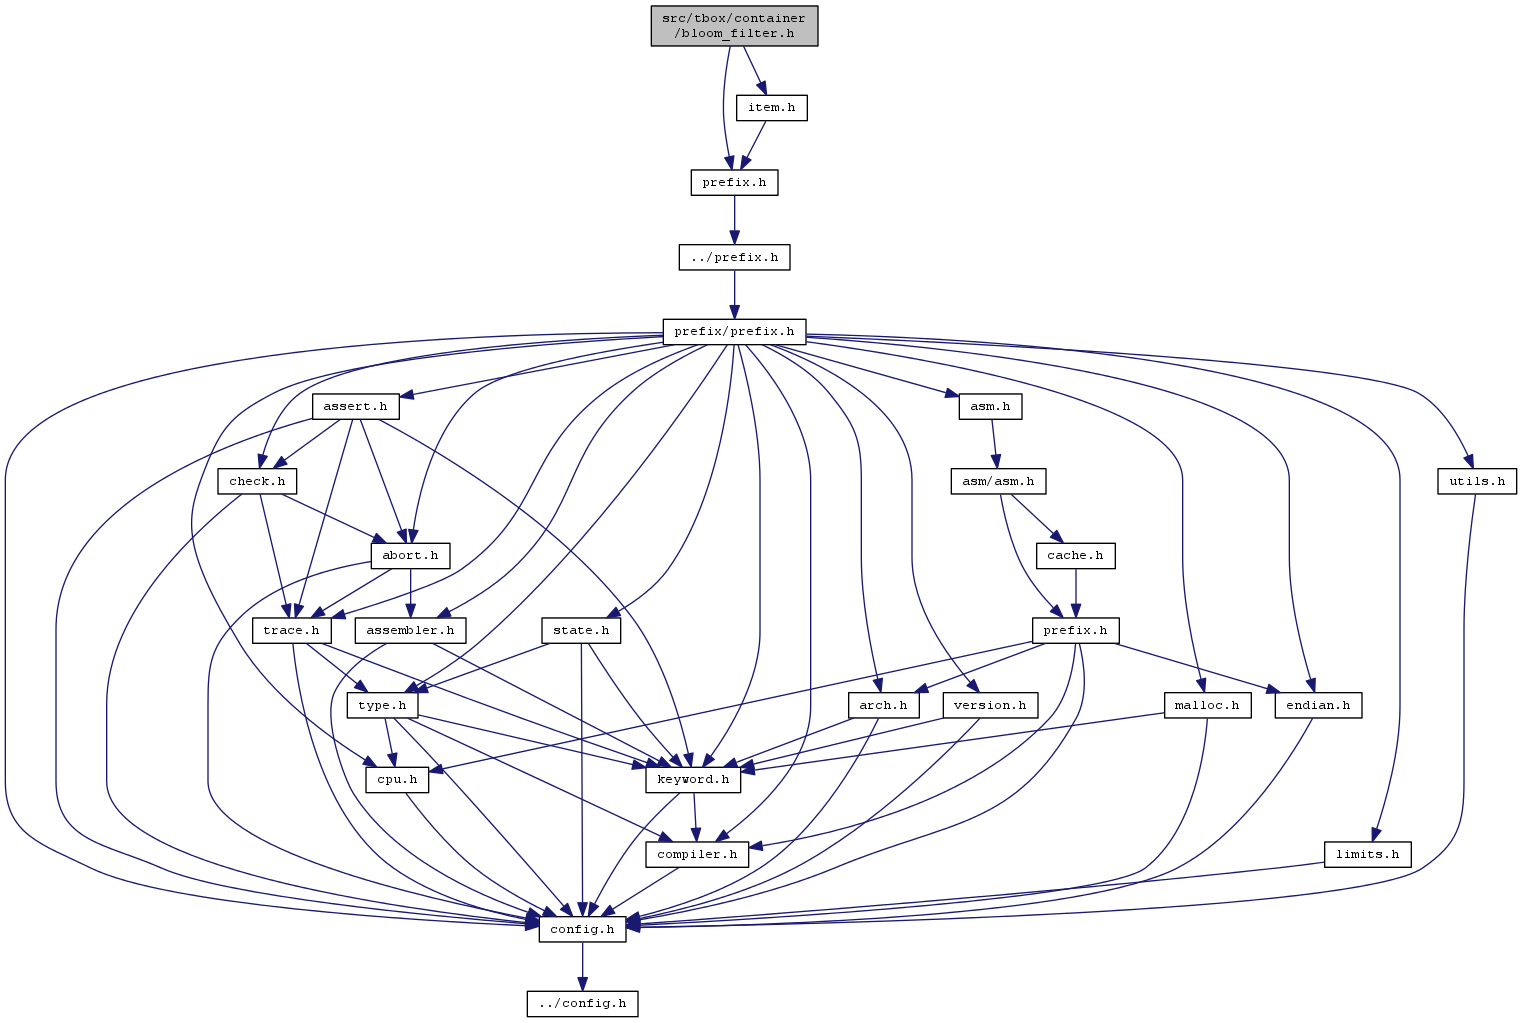 src/tbox/container
/bloom_filter.h
item.h
prefix.h
../prefix.h
prefix/prefix.h
assert.h
asm.h
check.h
asm/asm.h
utils.h
abort.h
cache.h
trace.h
assembler.h
state.h
prefix.h
type.h
arch.h
version.h
malloc.h
endian.h
cpu.h
keyword.h
compiler.h
limits.h
config.h
../config.h